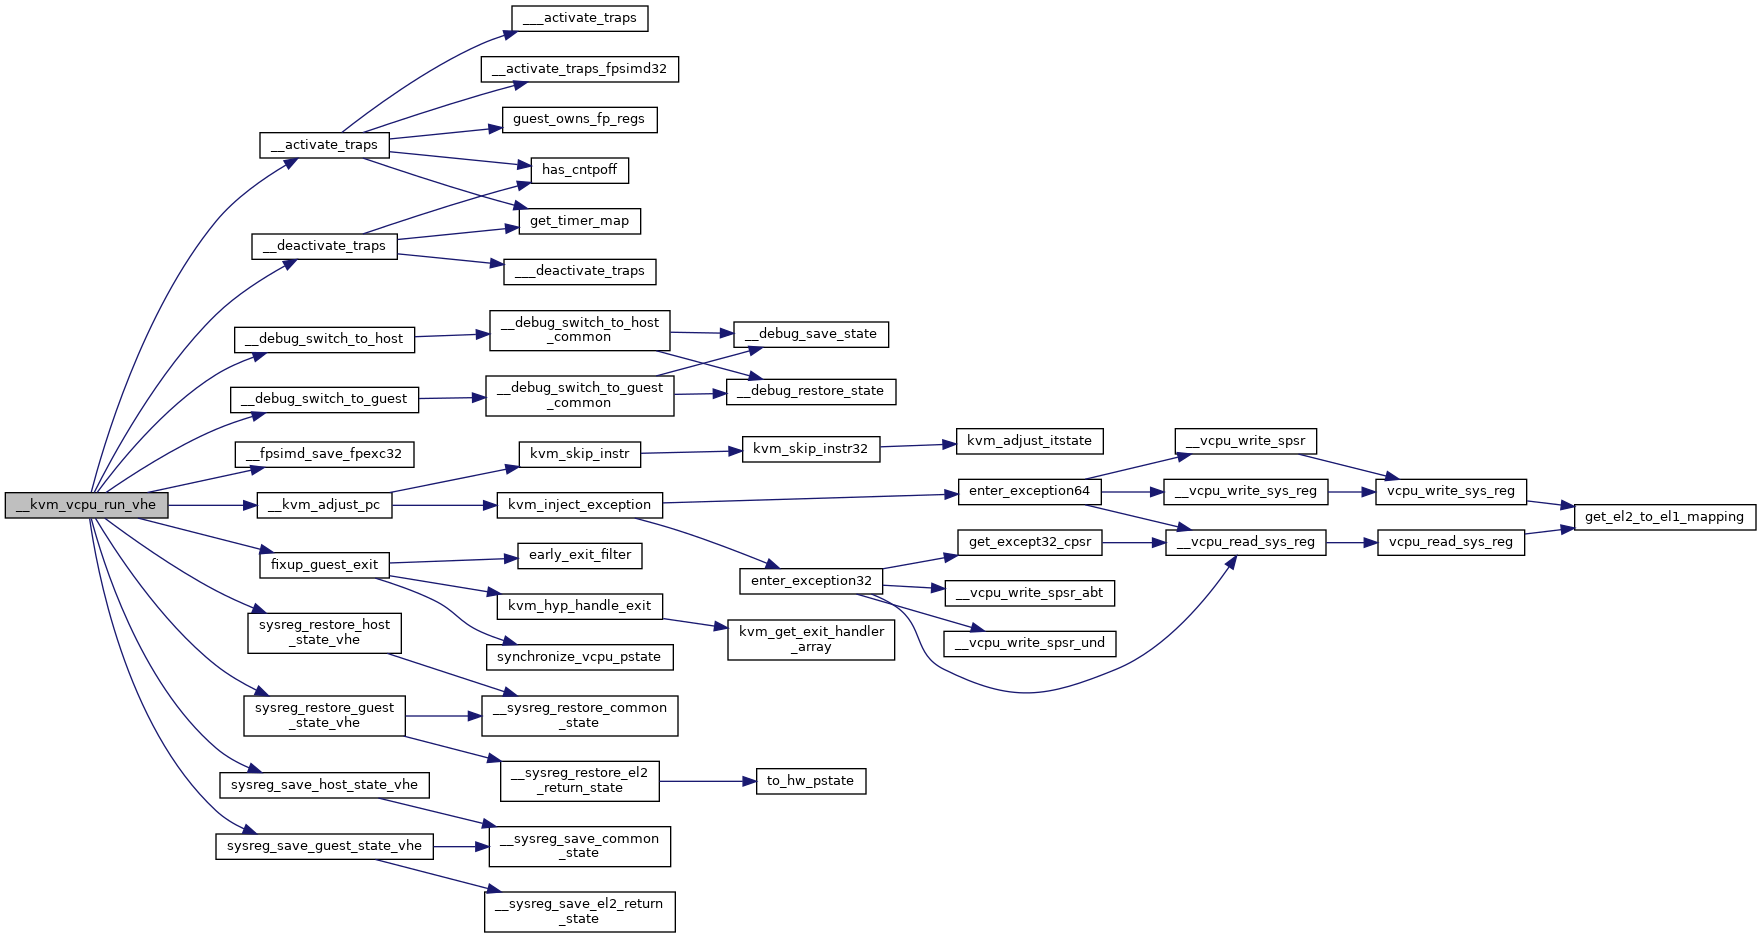 ___activate_traps
__activate_traps_fpsimd32
guest_owns_fp_regs
__activate_traps
has_cntpoff
get_timer_map
__deactivate_traps
___deactivate_traps
__debug_switch_to_host
__debug_switch_to_host
_common
__debug_save_state
__debug_switch_to_guest
__debug_switch_to_guest
_common
__debug_restore_state
__fpsimd_save_fpexc32
kvm_skip_instr
kvm_skip_instr32
kvm_adjust_itstate
__vcpu_write_spsr
__kvm_vcpu_run_vhe
__kvm_adjust_pc
kvm_inject_exception
enter_exception64
__vcpu_write_sys_reg
vcpu_write_sys_reg
get_el2_to_el1_mapping
fixup_guest_exit
early_exit_filter
get_except32_cpsr
__vcpu_read_sys_reg
vcpu_read_sys_reg
enter_exception32
__vcpu_write_spsr_abt
kvm_hyp_handle_exit
kvm_get_exit_handler
_array
__vcpu_write_spsr_und
sysreg_restore_host
_state_vhe
synchronize_vcpu_pstate
sysreg_restore_guest
_state_vhe
__sysreg_restore_common
_state
sysreg_save_host_state_vhe
__sysreg_restore_el2
_return_state
to_hw_pstate
sysreg_save_guest_state_vhe
__sysreg_save_common
_state
__sysreg_save_el2_return
_state